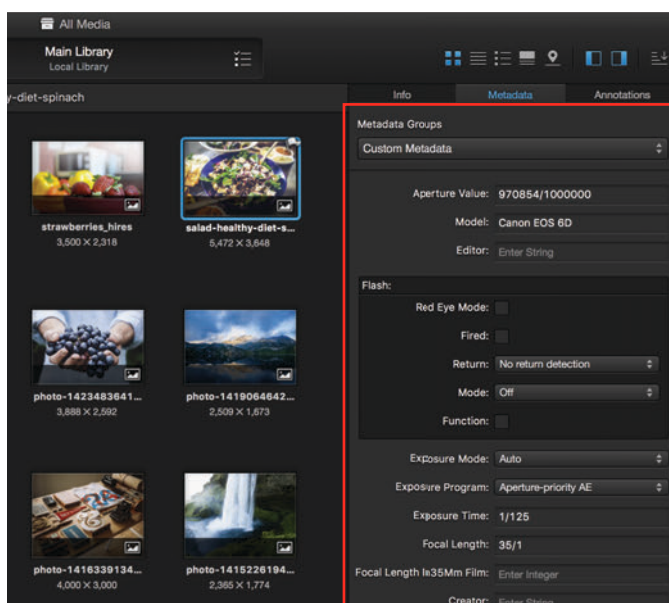 All Media
Main Library
Local Library
y-diet-spinach
Info
Metadata
Annotations
strawberries_hires
3,500 × 2,318
salad-healthy-diet-s...
5,472 × 3,648
photo-1423483641...
3,888 × 2,592
photo-1419064642...
2,509 × 1,673
photo-1416339134...
4,000 × 3,000
photo-1415226194...
2,365 × 1,774
Metadata Groups
Custom Metadata
Aperture Value: 970854/1000000
Model: Canon EOS 6D
Editor: Enter String
Flash:
Red Eye Mode:
Fired:
Return: No return detection
Mode: Off
Function:
Exposure Mode: Auto
Exposure Program: Aperture-priority AE
Exposure Time: 1/125
Focal Length: 35/1
Focal Length In35Mm Film: Enter Integer
Creator: Enter String